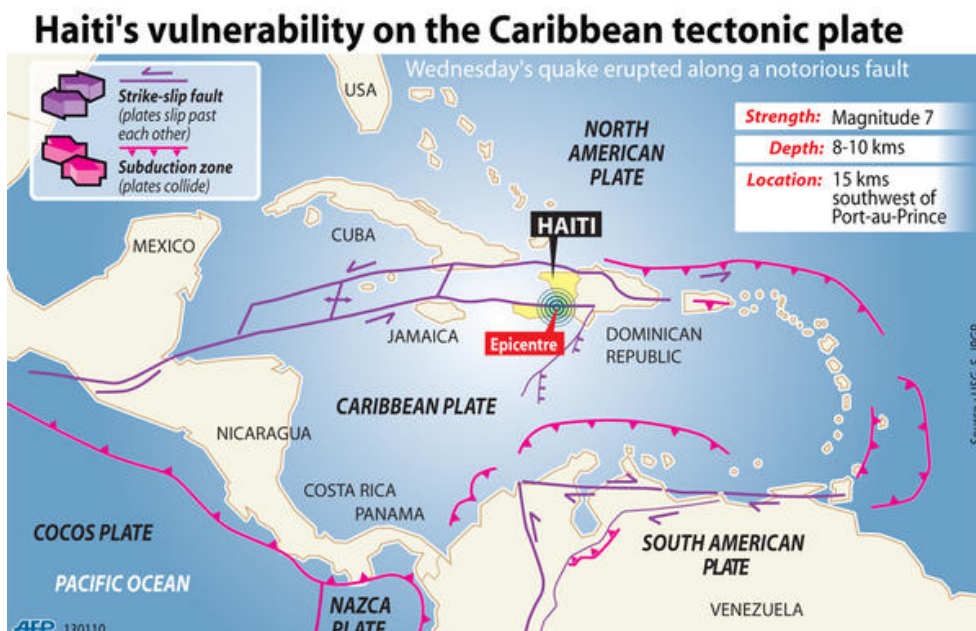 Haiti's vulnerability on the Caribbean tectonic plate
Wednesday's quake erupted along a notorious fault
Strike-slip fault
(plates slip past
each other)
Subduction zone
(plates collide)
Strength: Magnitude 7
Depth: 8-10 kms
Location: 15 kms
southwest of
Port-au-Prince
USA
NORTH
AMERICAN
PLATE
MEXICO
CUBA
HAITI
JAMAICA
Epicentre
DOMINICAN
REPUBLIC
CARIBBEAN PLATE
NICARAGUA
COSTA RICA
PANAMA
COCOS PLATE
PACIFIC OCEAN
NAZCA
PLATE
SOUTH AMERICAN
PLATE
VENEZUELA
AFP 130110